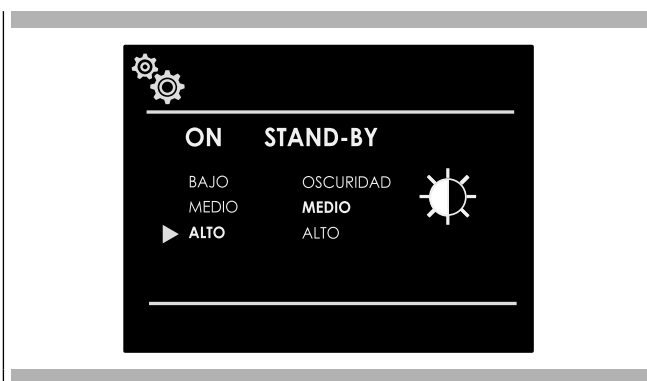 ON STAND-BY
BAJO OSCURIDAD
MEDIO MEDIO
ALTO ALTO